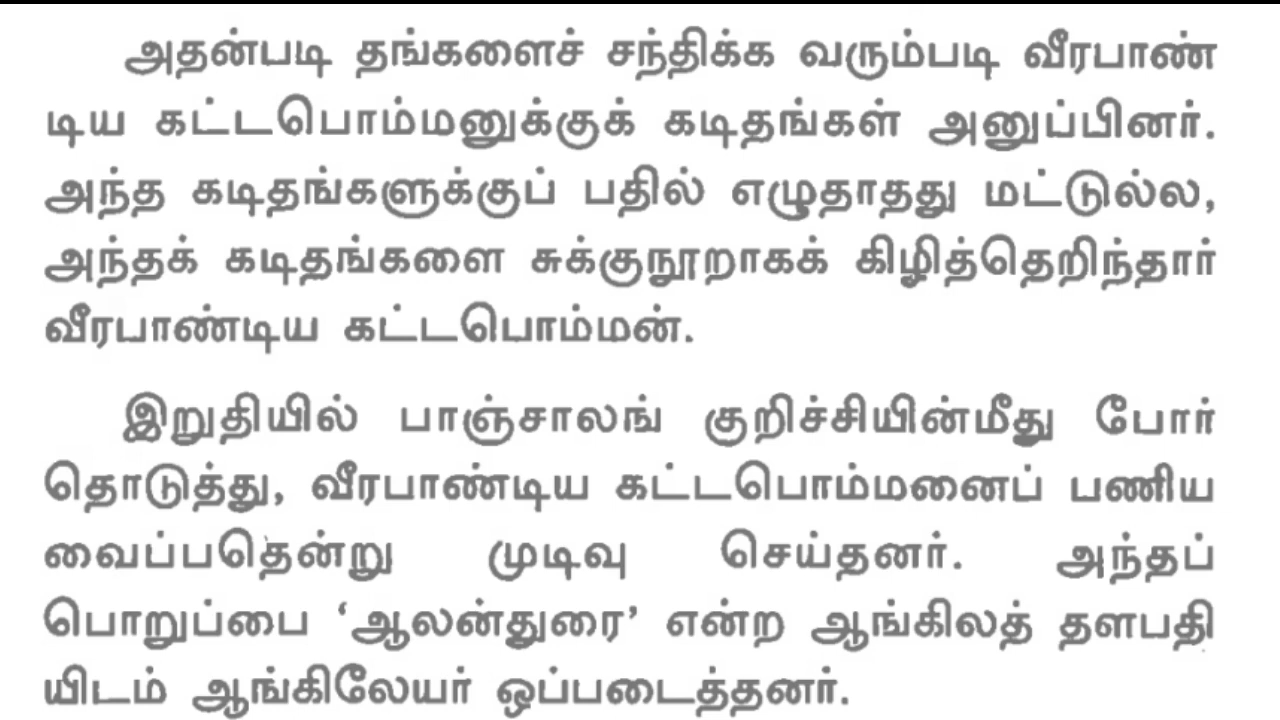 அதன்படி தங்களைச் சந்திக்க வரும்படி வீரபாண்
டிய கட்டபொம்மனுக்குக் கடிதங்கள் அனுப்பினர்.
அந்த கடிதங்களுக்குப் பதில் எழுதாதது மட்டுல்ல,
அந்தக் கடிதங்களை சுக்குநூறாகக் கிழித்தெறிந்தார்
வீரபாண்டிய கட்டபொம்மன்.
இறுதியில் பாஞ்சாலங் குறிச்சியின்மீது போர்
தொடுத்து, வீரபாண்டிய கட்டபொம்மனைப் பணிய
வைப்பதென்று முடிவு செய்தனர். அந்தப்
பொறுப்பை ‘ஆலன்துரை’ என்ற ஆங்கிலத் தளபதி
யிடம் ஆங்கிலேயர் ஒப்படைத்தனர்.